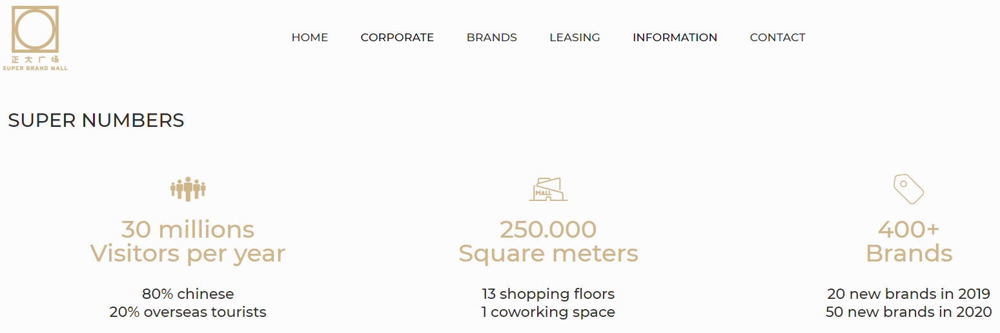 正大广场
SUPER BRAND MALL
HOME CORPORATE BRANDS LEASING INFORMATION CONTACT
SUPER NUMBERS
30 millions
Visitors per year
80% chinese
20% overseas tourists
MALL
250.000
Square meters
13 shopping floors
1 coworking space
400+
Brands
20 new brands in 2019
50 new brands in 2020